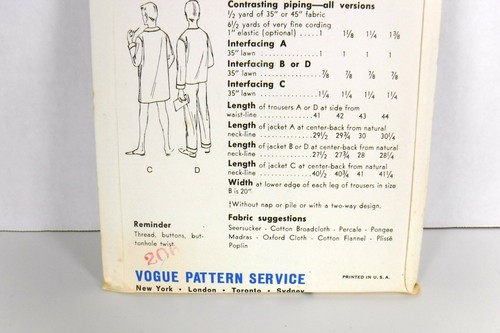 Contrasting piping—all versions
½ yard of 35" or 45" fabric
6½ yards of very fine cording
1" elastic (optional) .....1 1⅛ 1¼ 1⅜
Interfacing A
35" lawn ..................1 1 1 1
Interfacing B or D
35" lawn ..................⅞ ⅞ ⅞ ⅞
Interfacing C
35" lawn ..................1¼ 1¼ 1¼ 1¼
Length of trousers A or D at side from
waist-line ..................41 42 43 44
Length of jacket A at center-back from natural
neck-line ..................29½ 29¾ 30 30¼
Length of jacket B or D at center-back from natural
neck-line ..................27½ 27¾ 28 28¼
Length of jacket C at center-back from natural
neck-line ..................40½ 40¾ 41 41¼
Width at lower edge of each leg of trousers in size
B is 20"
†Without nap or pile or with a two-way design.
Fabric suggestions
Seersucker - Cotton Broadcloth - Percale - Pongee
Madras - Oxford Cloth - Cotton Flannel - Plissé
Poplin
C D
Reminder
Thread, buttons, but-
tonhole twist
VOGUE PATTERN SERVICE
PRINTED IN U.S.A.
New York • London • Toronto • Sydney